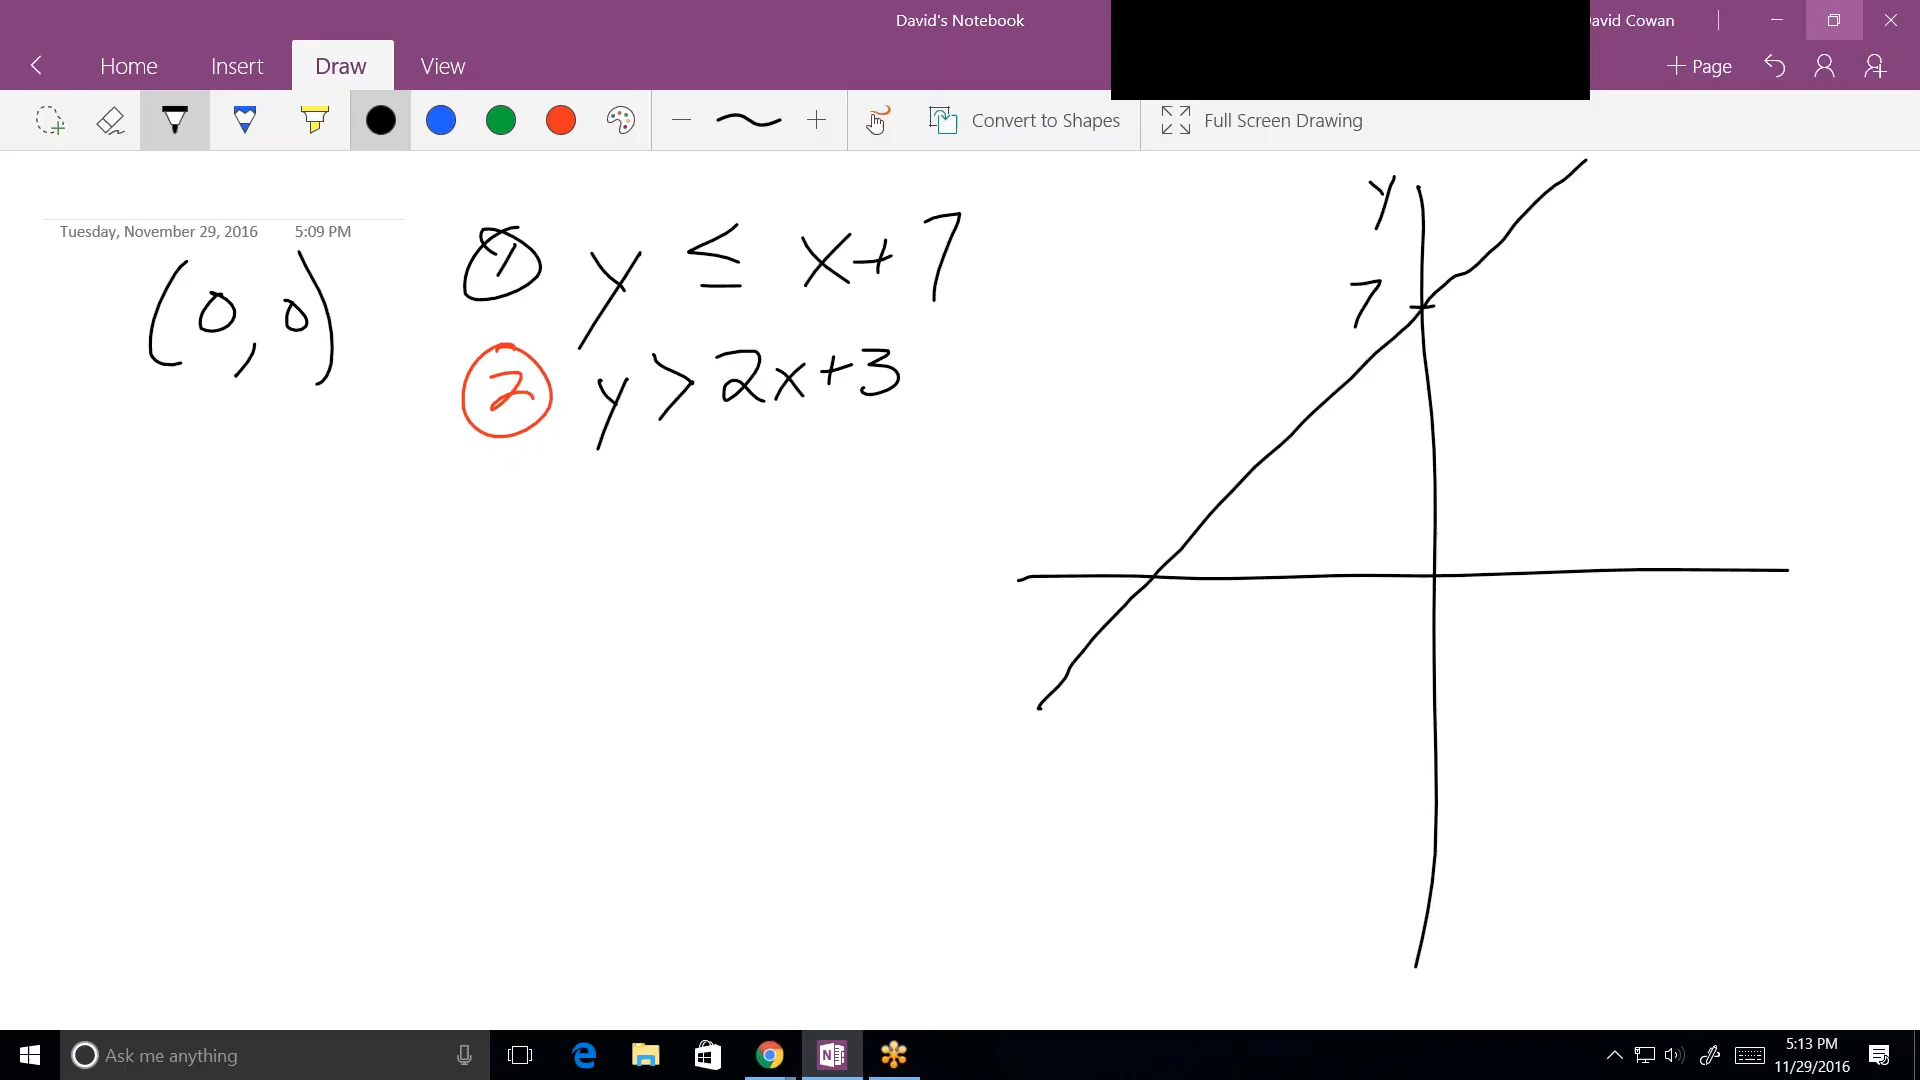 David's Notebook
avid Cowan
Home Insert Draw View
Page
Convert to Shapes Full Screen Drawing
Tuesday, November 29, 2016 5:09 PM
(0,0)
1 y ≤ x+7
2 y > 2x+3
y
7
Ask me anything
N
5:13 PM
11/29/2016